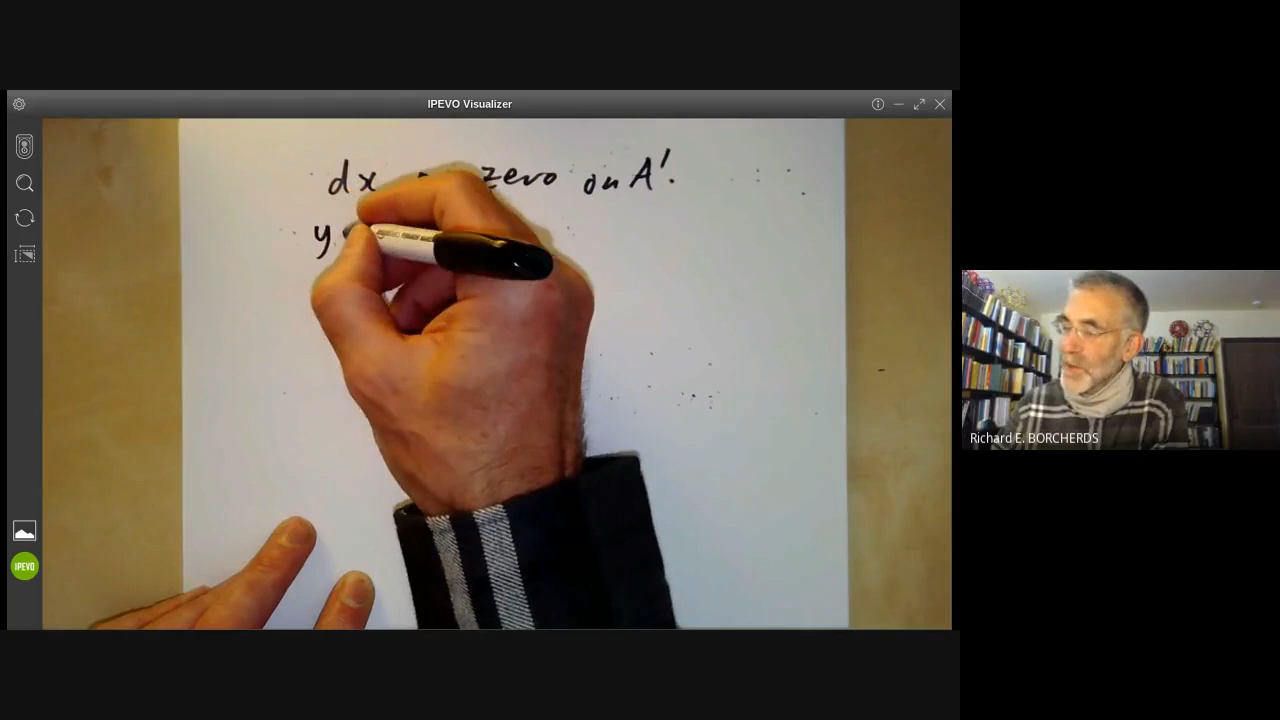 IPEVO Visualizer
dx zero on A'.
y
IPEVO
Richard E. BORCHERDS